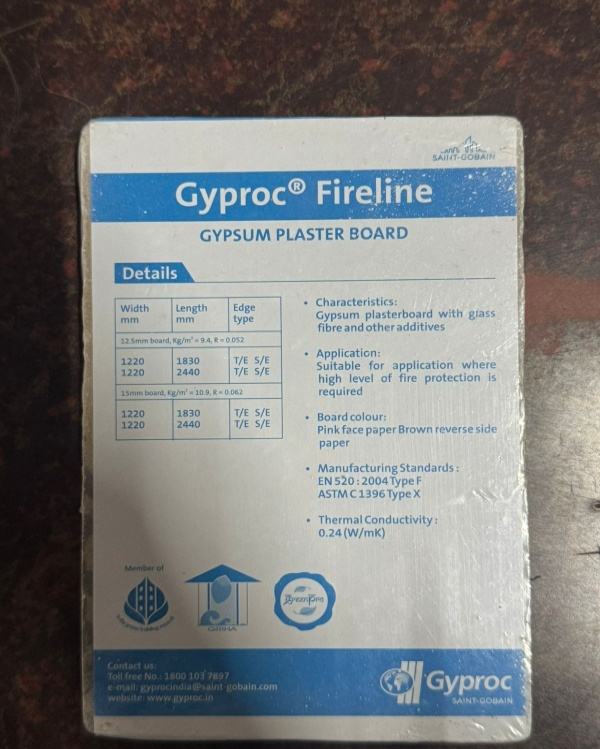 SAINT-GOBAIN
Gyproc® Fireline
GYPSUM PLASTER BOARD
Details
Width mm Length mm Edge type
12.5mm board, Kg/m² = 9.4, R = 0.052
1220 1830 T/E S/E
1220 2440 T/E S/E
15mm board, Kg/m² = 10.9, R = 0.062
1220 1830 T/E S/E
1220 2440 T/E S/E
• Characteristics:
Gypsum plasterboard with glass
fibre and other additives
• Application:
Suitable for application where
high level of fire protection is
required
• Board colour:
Pink face paper Brown reverse side
paper
• Manufacturing Standards :
EN 520 : 2004 Type F
ASTM C 1396 Type X
• Thermal Conductivity :
0.24 (W/mK)
Member of
GRIHA
GreenPro
Contact us:
Toll free No.: 1800 103 7897
e-mail: gyprocindia@saint-gobain.com
website: www.gyproc.in
Gyproc
SAINT-GOBAIN